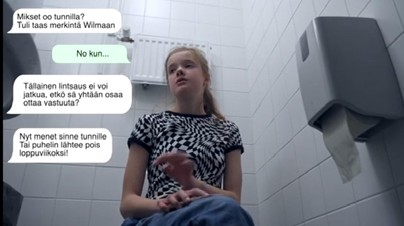 Mikset oo tunnilla?
Tuli taas merkintä Wilmaan
No kun...
Tällainen lintsaus ei voi
jatkua, etkö sä yhtään osaa
ottaa vastuuta?
Nyt menet sinne tunnille
Tai puhelin lähtee pois
loppuviikoksi!